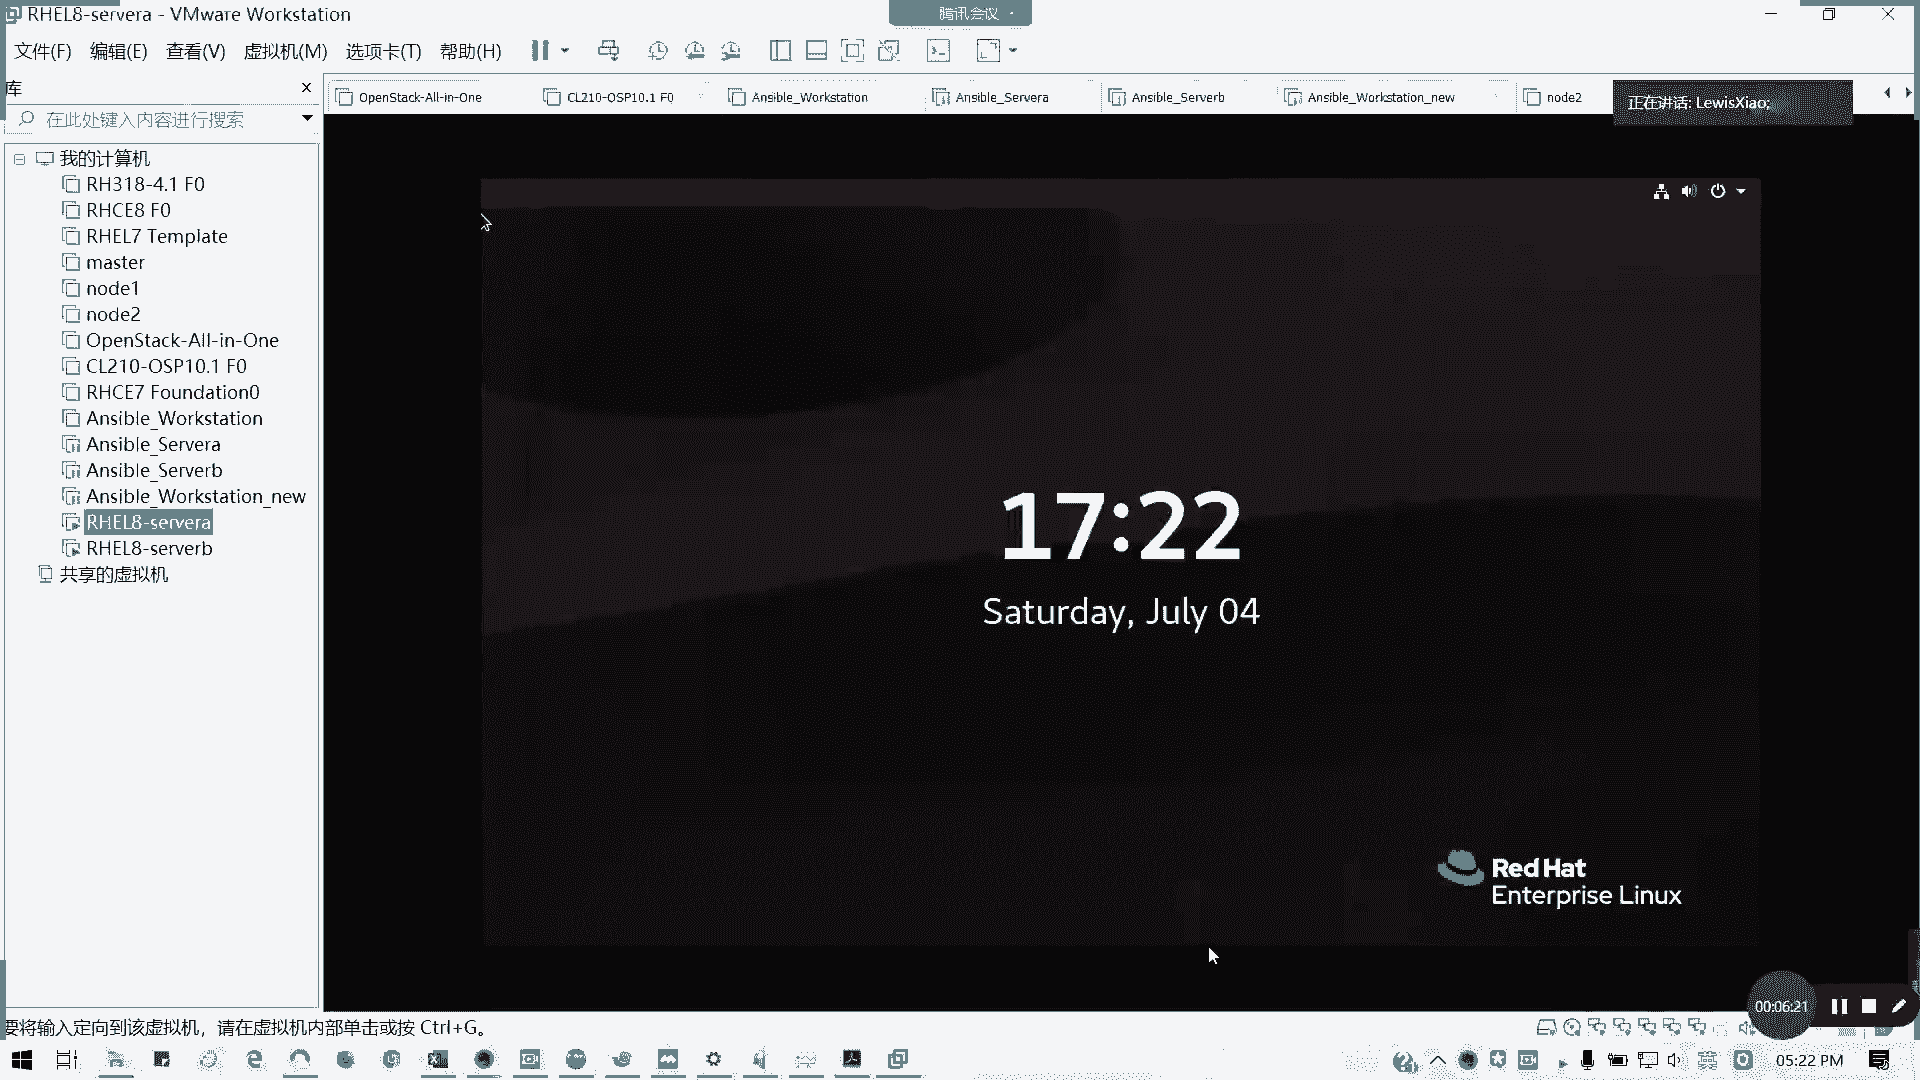 RHEL8-servera - VMware Workstation
腾讯会议
文件(F) 编辑(E) 查看(V) 虚拟机(M) 选项卡(T) 帮助(H)
库
在此处键入内容进行搜索
OpenStack-All-in-One
CL210-OSP10.1 F0
Ansible_Workstation
Ansible_Servera
Ansible_Serverb
Ansible_Workstation_new
node2
正在讲话: LewisXiao;
我的计算机
RH318-4.1 F0
RHCE8 F0
RHEL7 Template
master
node1
node2
OpenStack-All-in-One
CL210-OSP10.1 F0
RHCE7 Foundation0
Ansible_Workstation
Ansible_Servera
Ansible_Serverb
Ansible_Workstation_new
RHEL8-servera
RHEL8-serverb
共享的虚拟机
17:22
Saturday, July 04
Red Hat
Enterprise Linux
00:06:21
要将输入定向到该虚拟机，请在虚拟机内部单击或按 Ctrl+G。
英
05:22 PM